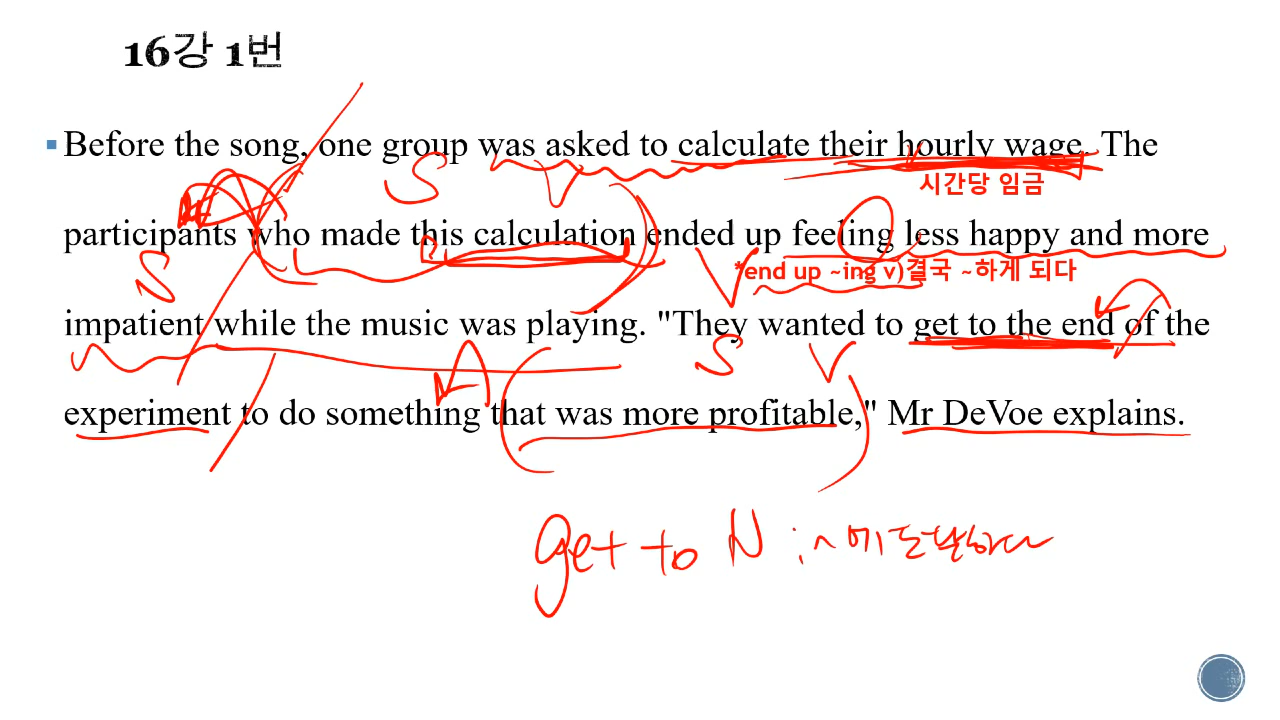 16강 1번
Before the song, one group was asked to calculate their hourly wage. The
S V
시간당 임금
participants who made this calculation ended up feeling less happy and more
S V
*end up ~ing v)결국 ~하게 되다
impatient while the music was playing. "They wanted to get to the end of the
S V
experiment to do something that was more profitable," Mr DeVoe explains.
get to N ; ~에 도달하다